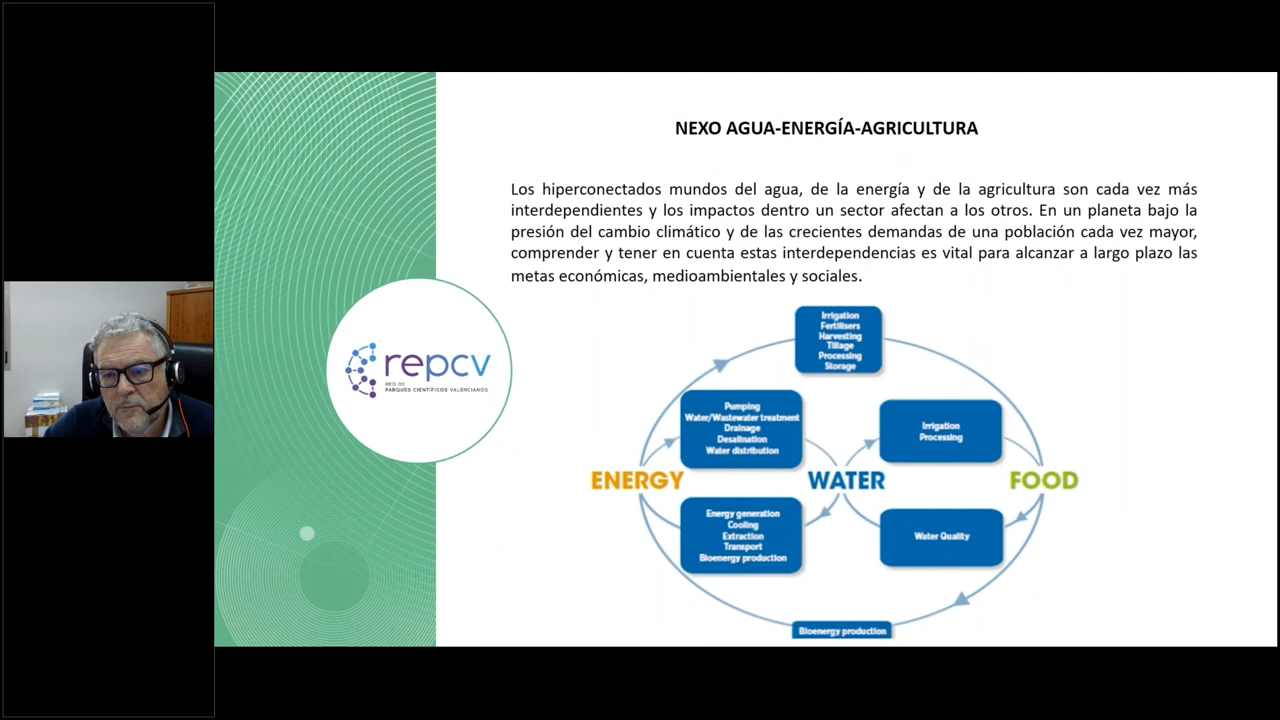 NEXO AGUA-ENERGÍA-AGRICULTURA
Los hiperconectados mundos del agua, de la energía y de la agricultura son cada vez más
interdependientes y los impactos dentro un sector afectan a los otros. En un planeta bajo la
presión del cambio climático y de las crecientes demandas de una población cada vez mayor,
comprender y tener en cuenta estas interdependencias es vital para alcanzar a largo plazo las
metas económicas, medioambientales y sociales.
repcv
RED DE
PARQUES CIENTÍFICOS VALENCIANOS
Irrigation
Fertilisers
Harvesting
Tillage
Processing
Storage
Pumping
Water/Wastewater treatment
Drainage
Desalination
Water distribution
Irrigation
Processing
ENERGY
WATER
FOOD
Energy generation
Cooling
Extraction
Transport
Bioenergy production
Water Quality
Bioenergy production